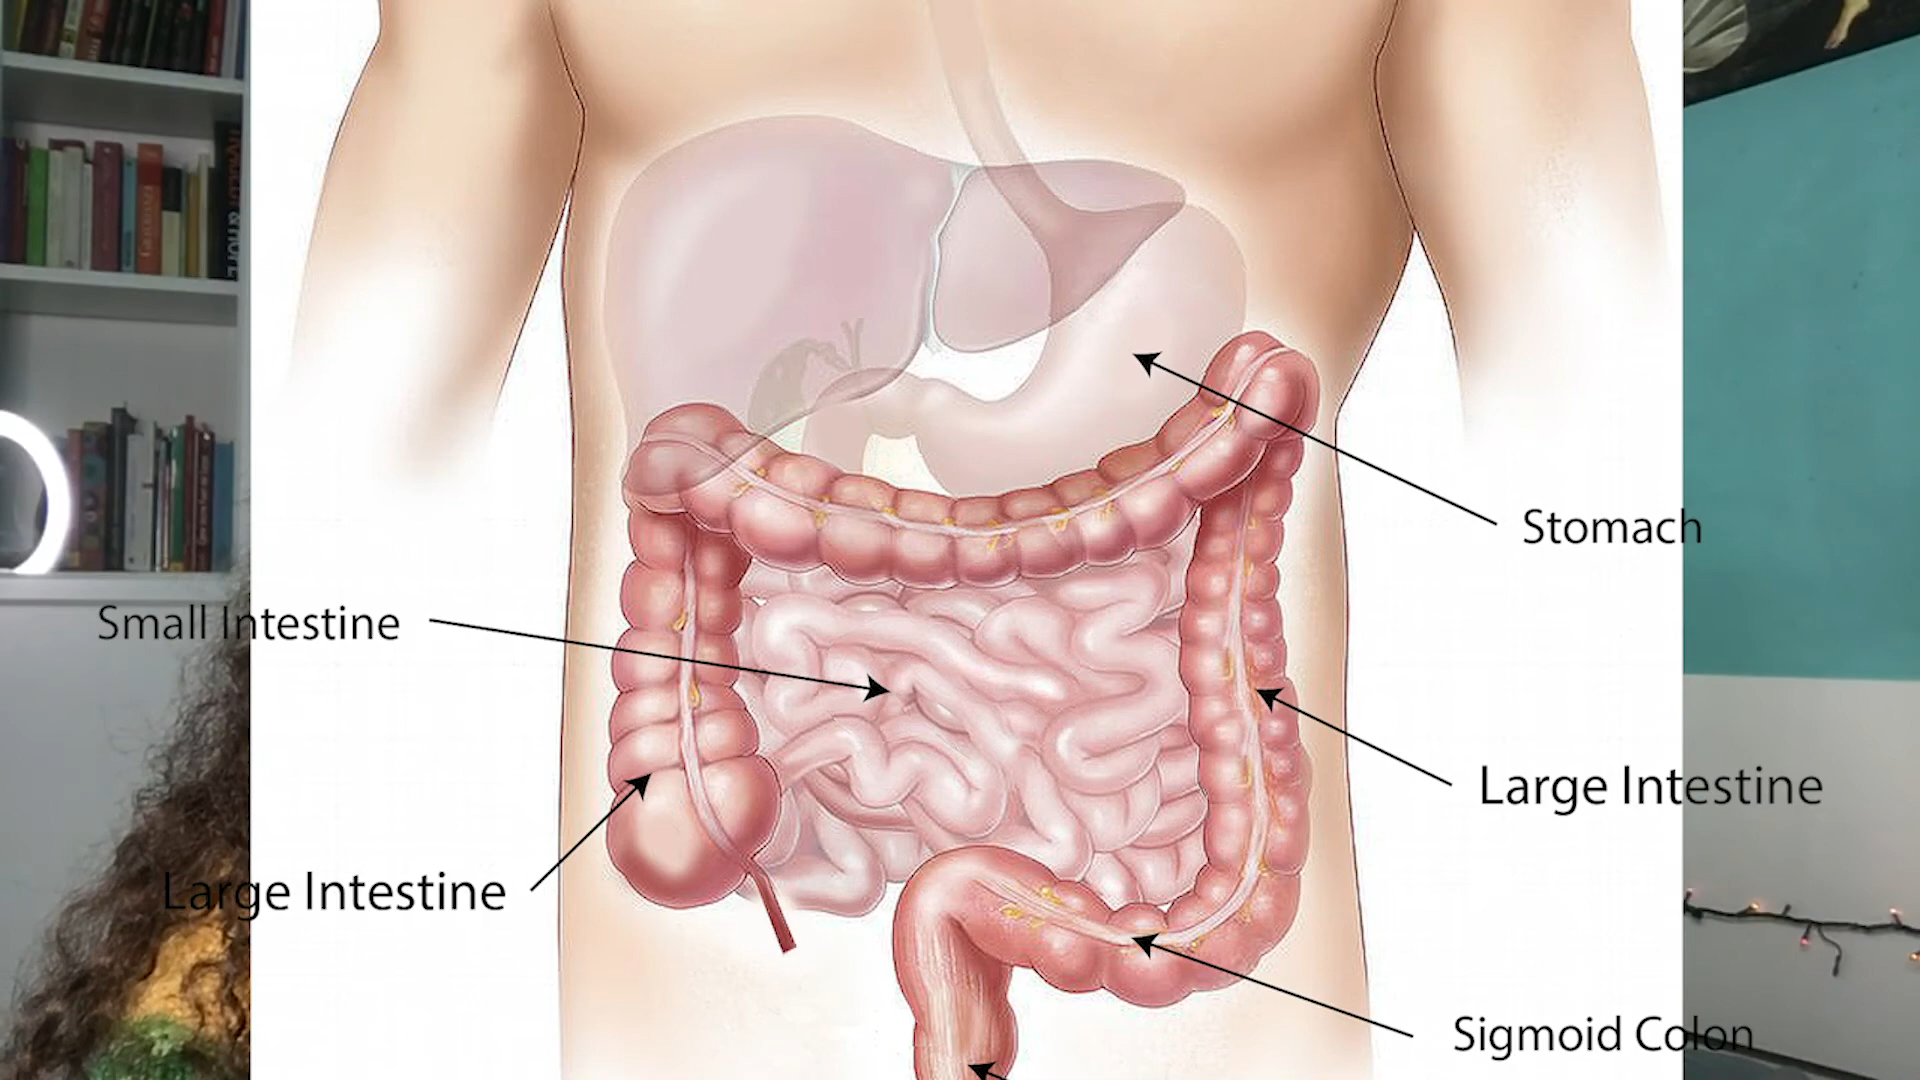 Stomach
Small Intestine
Large Intestine
Large Intestine
Sigmoid Colon